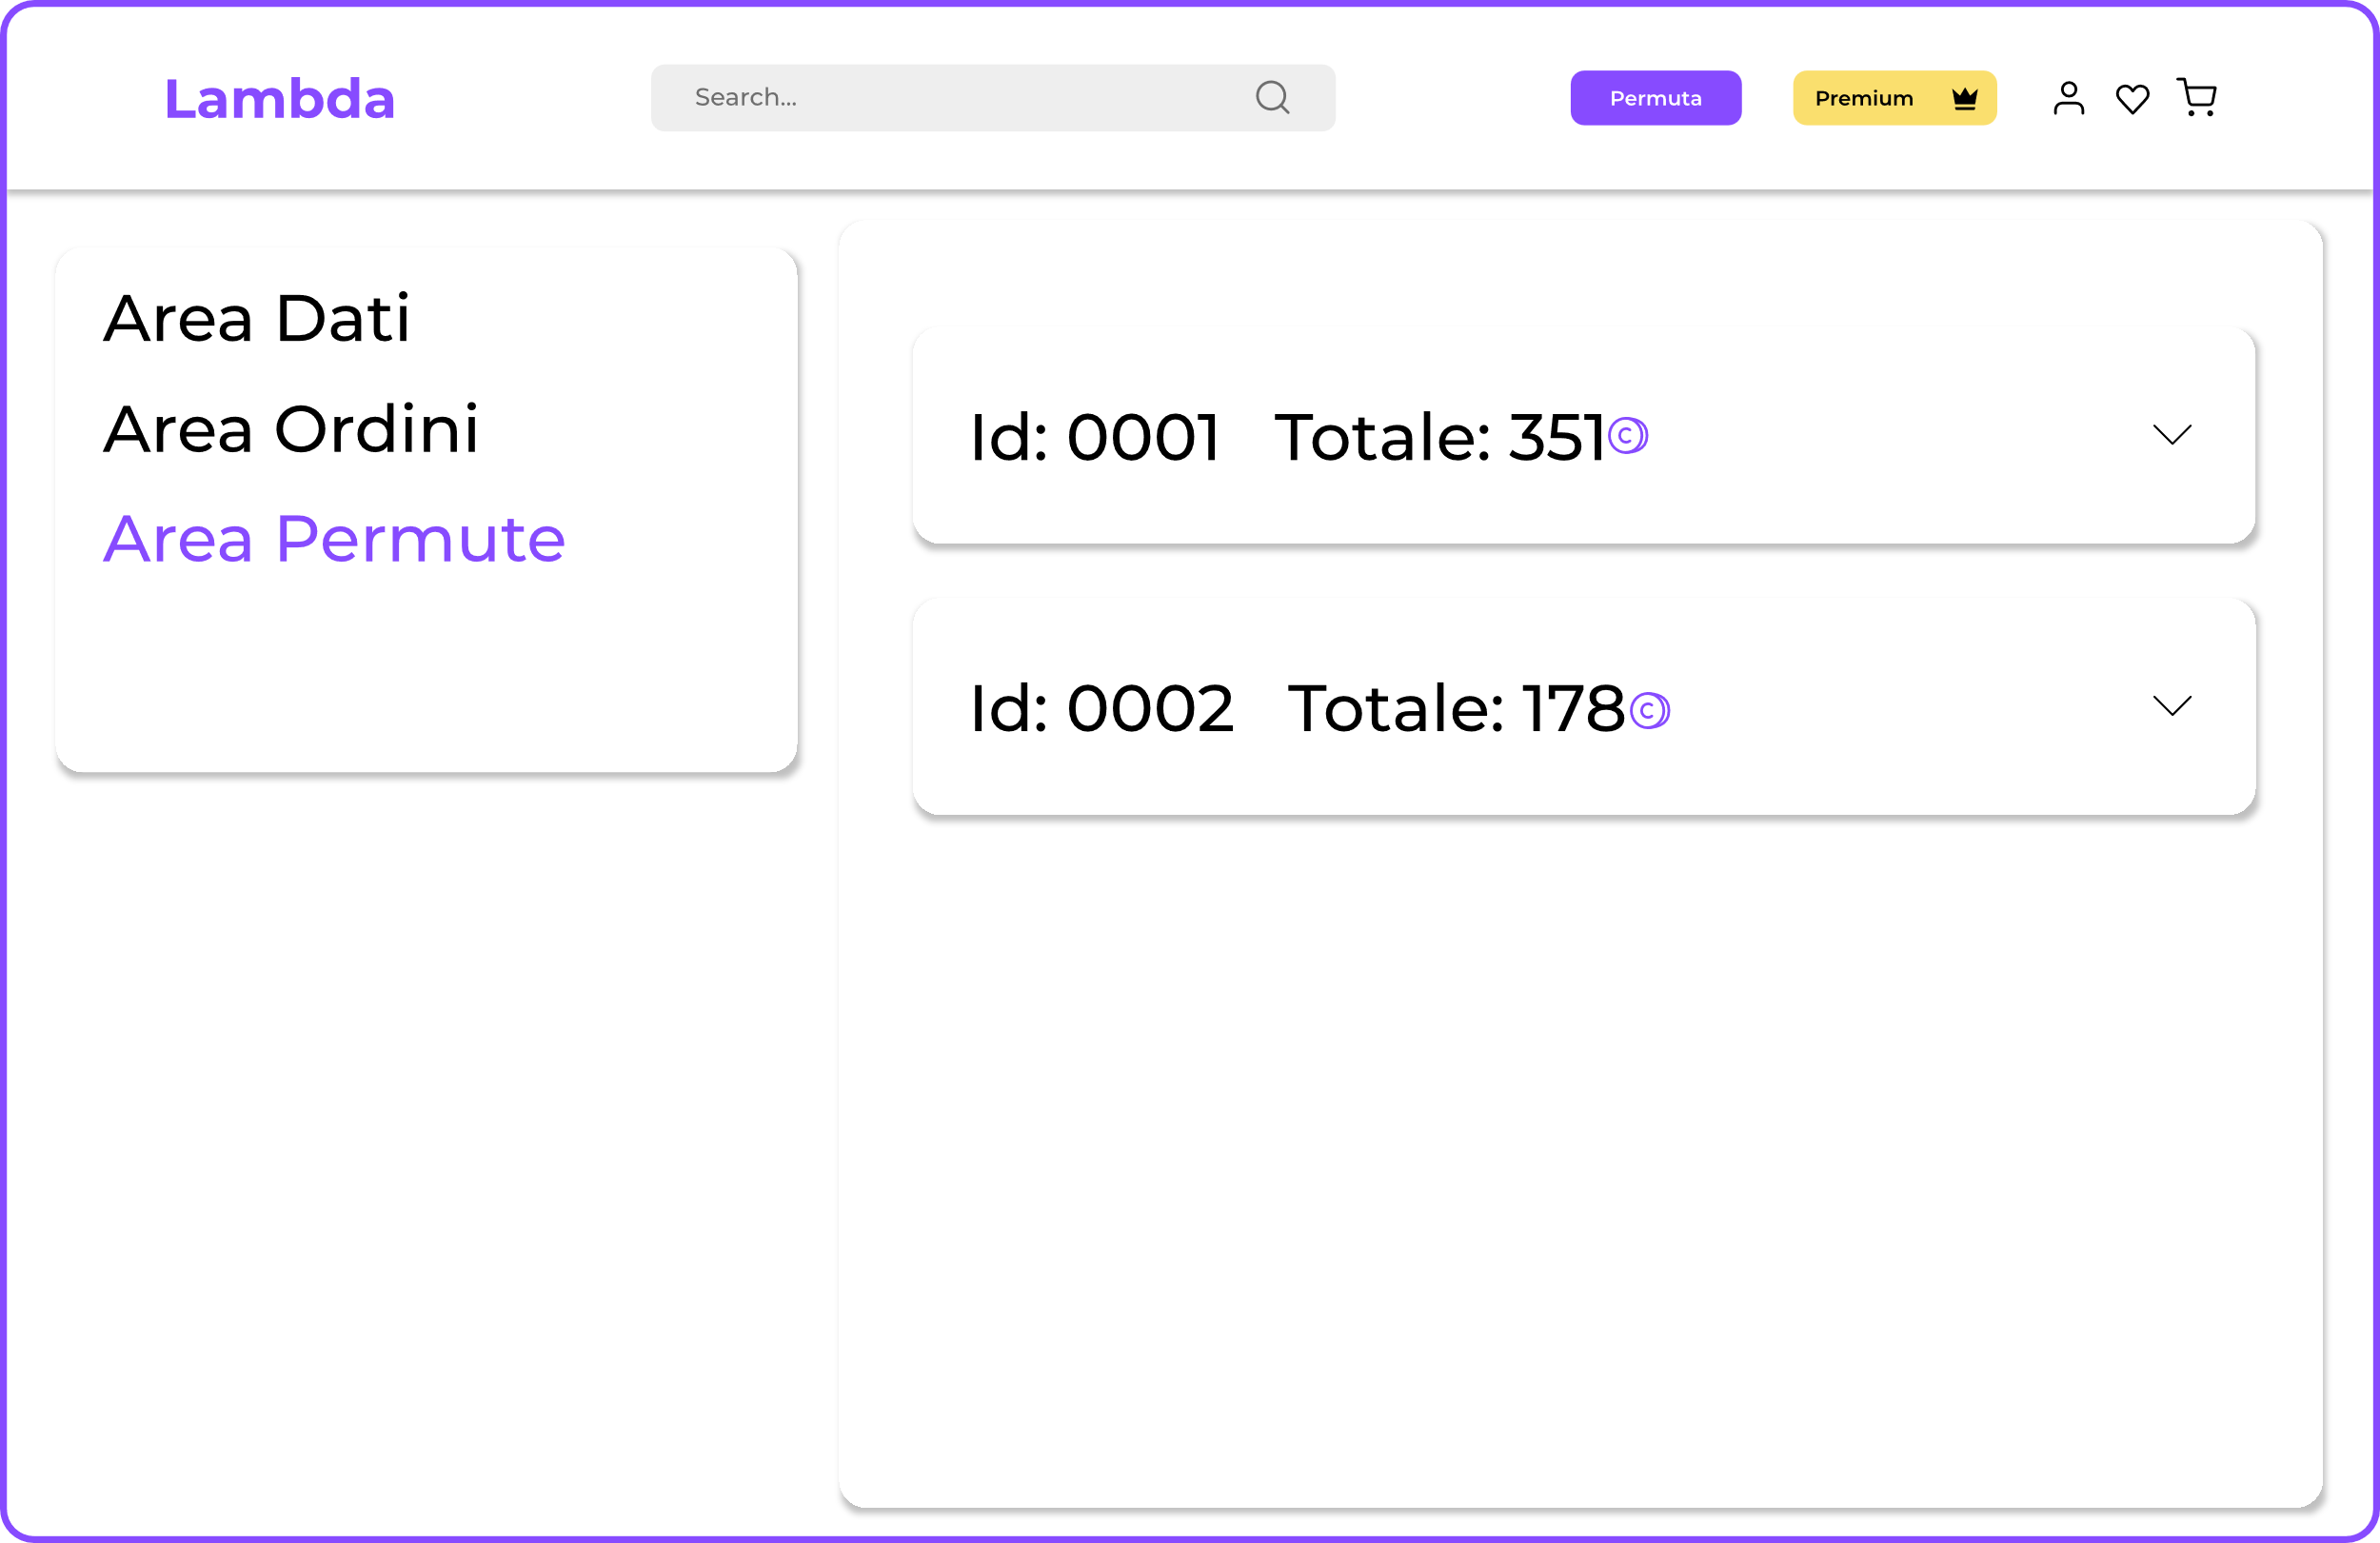 Lambda
Search...
Permuta
Premium
Area Dati
Area Ordini
Area Permute
Id: 0001 Totale: 351
Id: 0002 Totale: 178